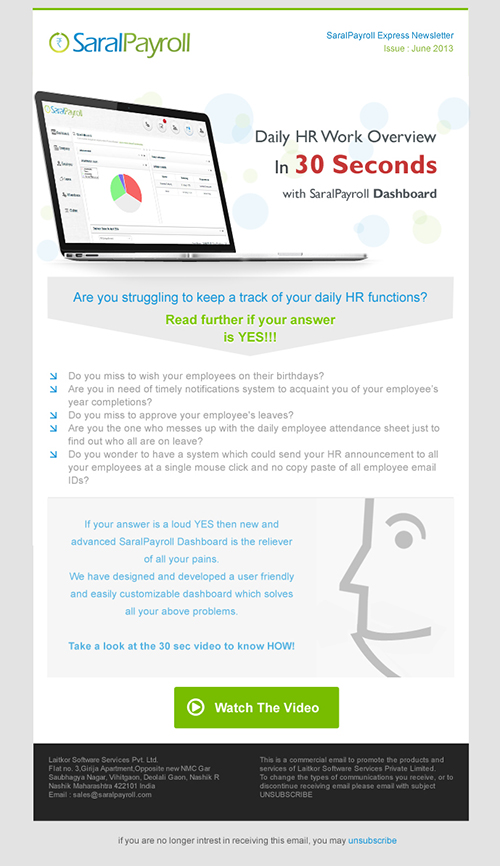 SaralPayroll
SaralPayroll Express Newsletter
Issue : June 2013
SaralPayroll
Daily HR Work Overview
In 30 Seconds
with SaralPayroll Dashboard
Are you struggling to keep a track of your daily HR functions?
Read further if your answer
is YES!!!
Do you miss to wish your employees on their birthdays?
Are you in need of timely notifications system to acquaint you of your employee's
year completions?
Do you miss to approve your employee's leaves?
Are you the one who messes up with the daily employee attendance sheet just to
find out who all are on leave?
Do you wonder to have a system which could send your HR announcement to all
your employees at a single mouse click and no copy paste of all employee email
IDs?
If your answer is a loud YES then new and
advanced SaralPayroll Dashboard is the reliever
of all your pains.
We have designed and developed a user friendly
and easily customizable dashboard which solves
all your above problems.
Take a look at the 30 sec video to know HOW!
Watch The Video
Laitkor Software Services Pvt. Ltd.
Flat no. 3,Girija Apartment,Opposite new NMC Gar
Saubhagya Nagar, Vihitgaon, Deolali Gaon, Nashik R
Nashik Maharashtra 422101 India
Email : sales@saralpayroll.com
This is a commercial email to promote the products and
services of Laitkor Software Services Private Limited.
To change the types of communications you receive, or to
discontinue receiving email please email with subject
UNSUBSCRIBE
if you are no longer intrest in receiving this email, you may unsubscribe